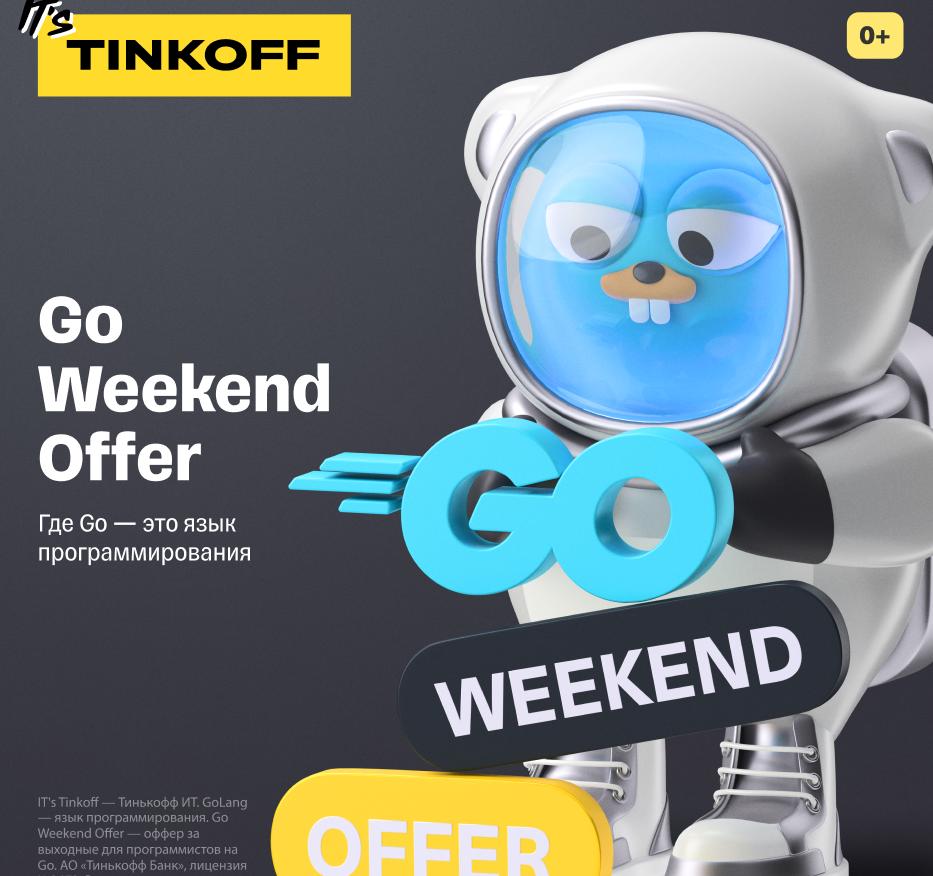 IT's
TINKOFF
0+
Go
Weekend
Offer
Где Go — это язык
программирования
GO
WEEKEND
OFFER
IT's Tinkoff — Тинькофф ИТ. GoLang
— язык программирования. Go
Weekend Offer — оффер за
выходные для программистов на
Go. АО «Тинькофф Банк», лицензия